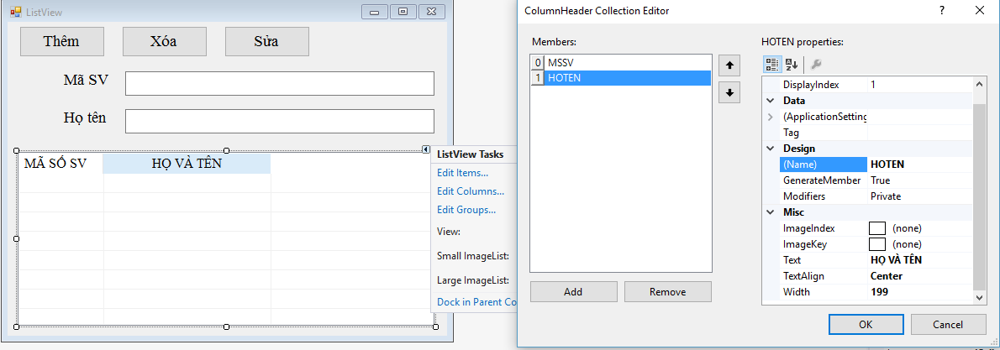 ListView
Thêm Xóa Sửa
Mã SV
Họ tên
MÃ SỐ SV HỌ VÀ TÊN
ListView Tasks
Edit Items...
Edit Columns...
Edit Groups...
View:
Small ImageList:
Large ImageList:
Dock in Parent Co
ColumnHeader Collection Editor
?
Members:
0 MSSV
1 HOTEN
Add Remove
HOTEN properties:
DisplayIndex 1
Data
(ApplicationSetting
Tag
Design
(Name) HOTEN
GenerateMember True
Modifiers Private
Misc
ImageIndex (none)
ImageKey (none)
Text HỌ VÀ TÊN
TextAlign Center
Width 199
OK Cancel